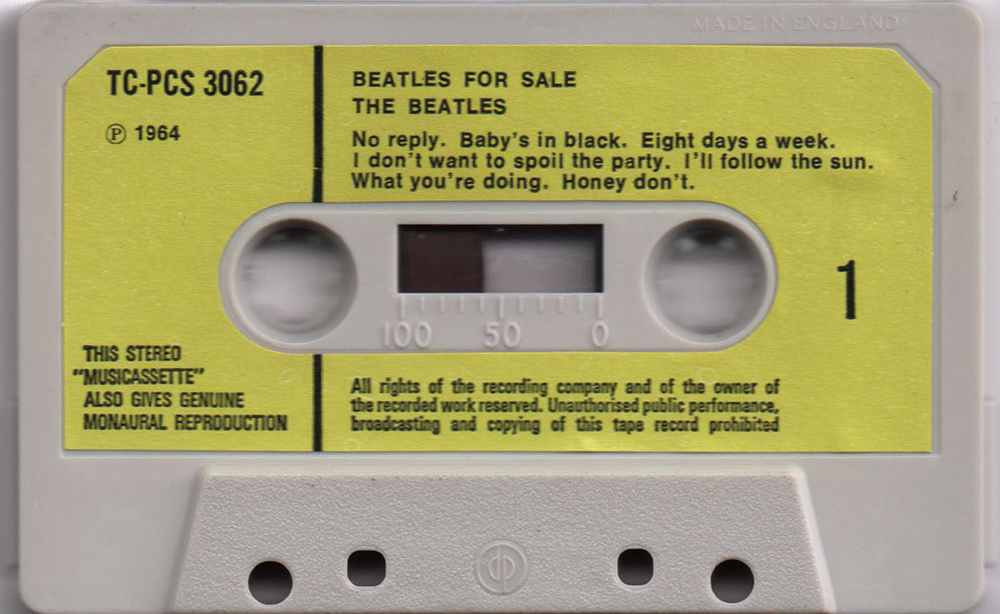 MADE IN ENGLAND
TC-PCS 3062
℗ 1964
BEATLES FOR SALE
THE BEATLES
No reply. Baby's in black. Eight days a week.
I don't want to spoil the party. I'll follow the sun.
What you're doing. Honey don't.
1
100 50 0
THIS STEREO
"MUSICASSETTE"
ALSO GIVES GENUINE
MONAURAL REPRODUCTION
All rights of the recording company and of the owner of
the recorded work reserved. Unauthorised public performance,
broadcasting and copying of this tape record prohibited